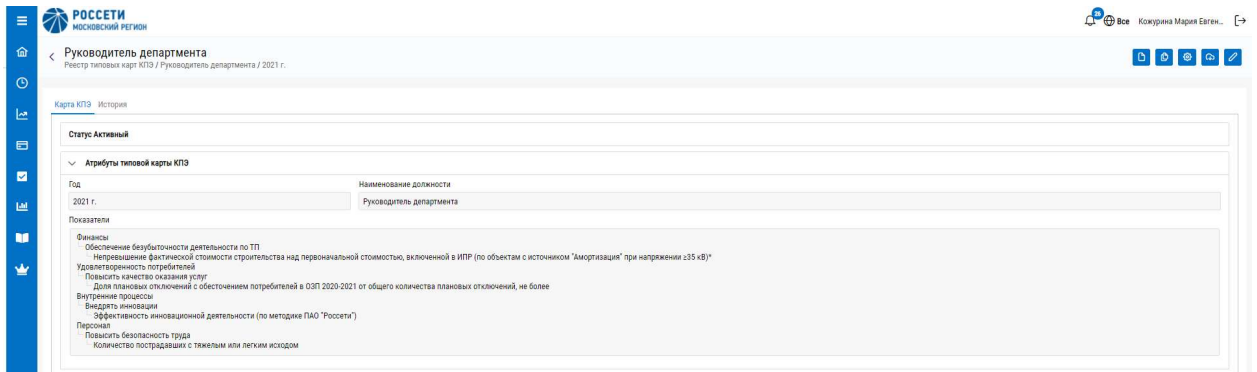 РОССЕТИ
МОСКОВСКИЙ РЕГИОН
26
Все Кожурина Мария Евген...
Руководитель департамента
Реестр типовых карт КПЭ / Руководитель департамента / 2021 г.
Карта КПЭ История
Статус Активный
Атрибуты типовой карты КПЭ
Год Наименование должности
2021 г. Руководитель департамента
Показатели
Финансы
Обеспечение безубыточности деятельности по ТП
Непревышение фактической стоимости строительства над первоначальной стоимостью, включенной в ИПР (по объектам с источником "Амортизация" при напряжении ≥35 кВ)*
Удовлетворенность потребителей
Повысить качество оказания услуг
Доля плановых отключений с обесточением потребителей в ОЗП 2020-2021 от общего количества плановых отключений, не более
Внутренние процессы
Внедрять инновации
Эффективность инновационной деятельности (по методике ПАО "Россети")
Персонал
Повысить безопасность труда
Количество пострадавших с тяжелым или легким исходом